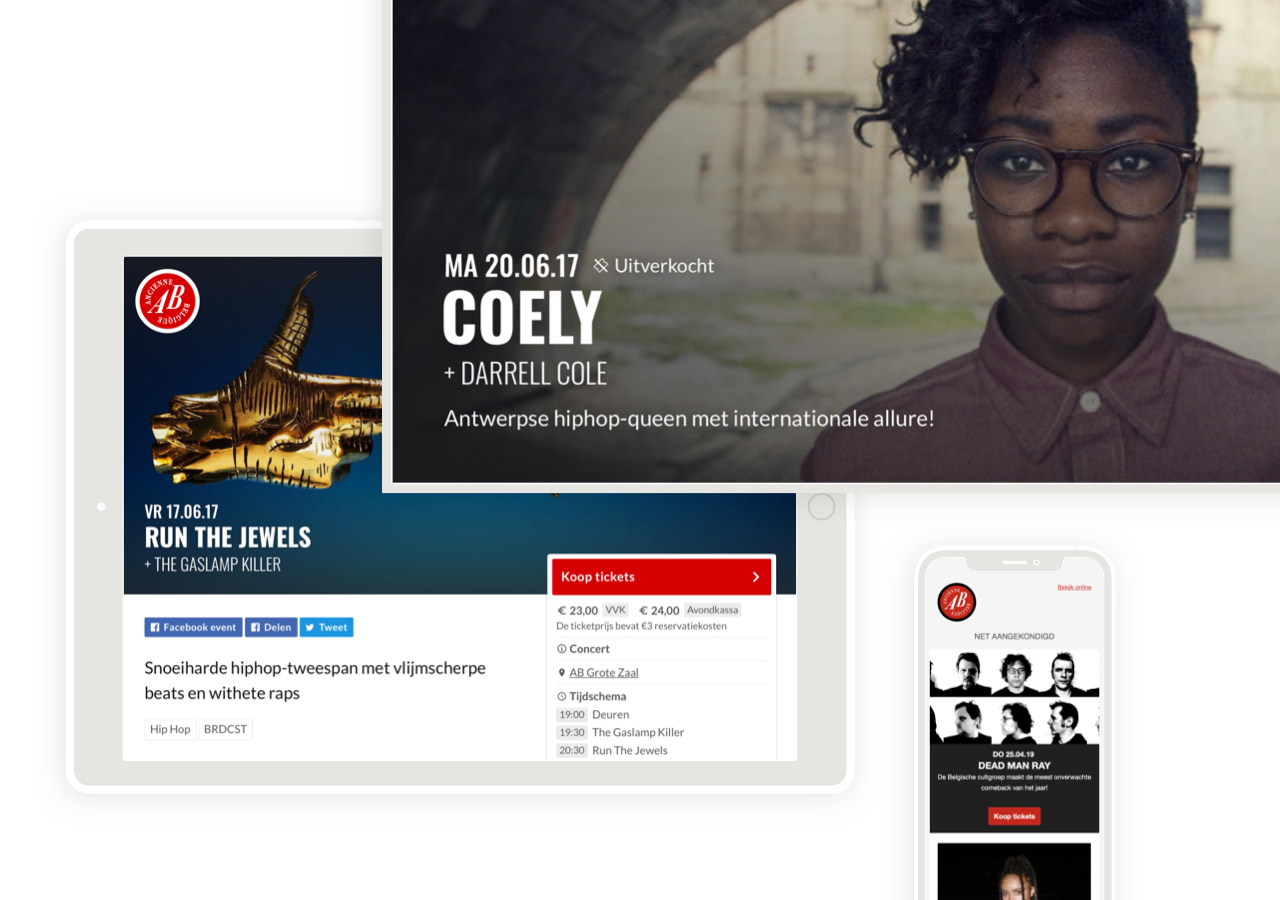 MA 20.06.17 Uitverkocht
COELY
+ DARRELL COLE
Antwerpse hiphop-queen met internationale allure!
ANCIENNE
AB
BELGIQUE
VR 17.06.17
RUN THE JEWELS
+ THE GASLAMP KILLER
Facebook event Delen Tweet
Snoeiharde hiphop-tweespan met vlijmscherpe
beats en withete raps
Hip Hop BRDCST
Koop tickets
€ 23,00 VVK € 24,00 Avondkassa
De ticketprijs bevat €3 reservatiekosten
Concert
AB Grote Zaal
Tijdschema
19:00 Deuren
19:30 The Gaslamp Killer
20:30 Run The Jewels
Bekijk online
ANCIENNE
AB
BELGIQUE
NET AANGEKONDIGD
DO 25.04.19
DEAD MAN RAY
De Belgische cultgroep maakt de meest onverwachte
comeback van het jaar!
Koop tickets